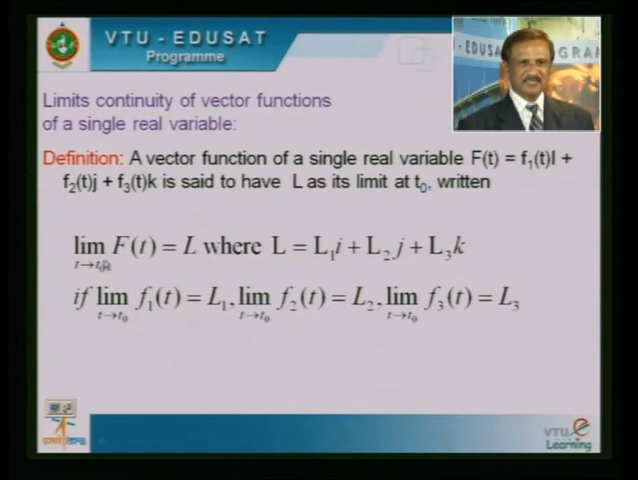 VTU - EDUSAT
Programme
- EDUSA
GRAM
Limits continuity of vector functions
of a single real variable:
Definition: A vector function of a single real variable F(t) = f₁(t)I +
f₂(t)j + f₃(t)k is said to have L as its limit at t₀, written
lim F(t) = L where L = L₁i + L₂j + L₃k
t→t₀
if lim f₁(t) = L₁, lim f₂(t) = L₂, lim f₃(t) = L₃
t→t₀ t→t₀ t→t₀
VTU e
Learning